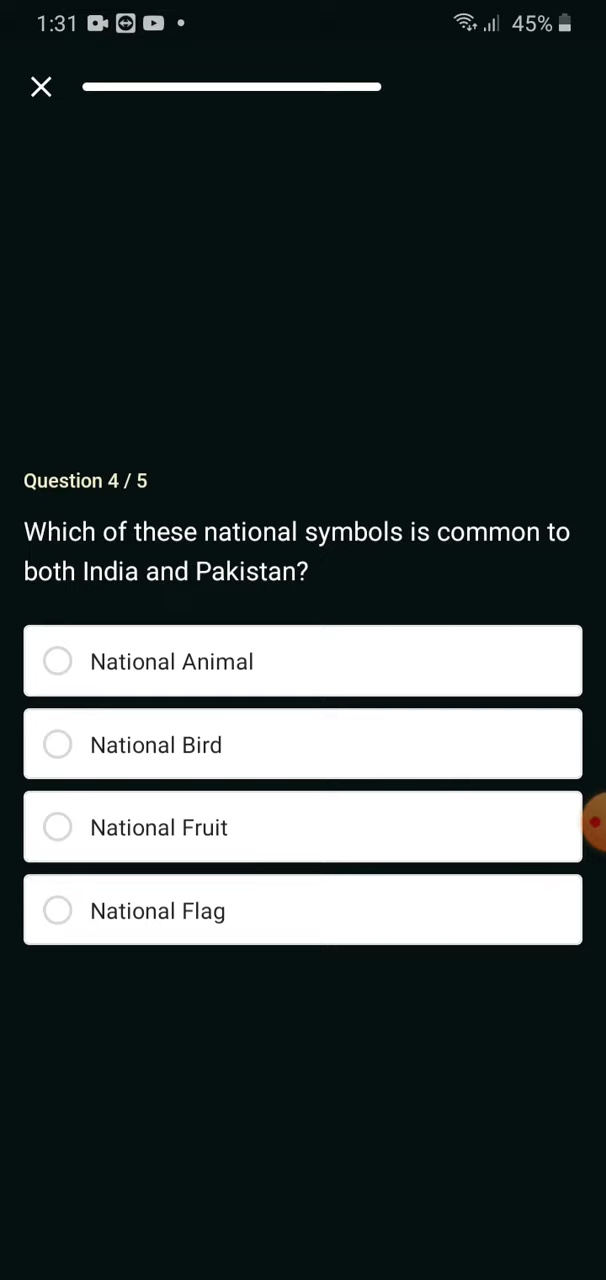 1:31
45%
Question 4 / 5
Which of these national symbols is common to
both India and Pakistan?
National Animal
National Bird
National Fruit
National Flag